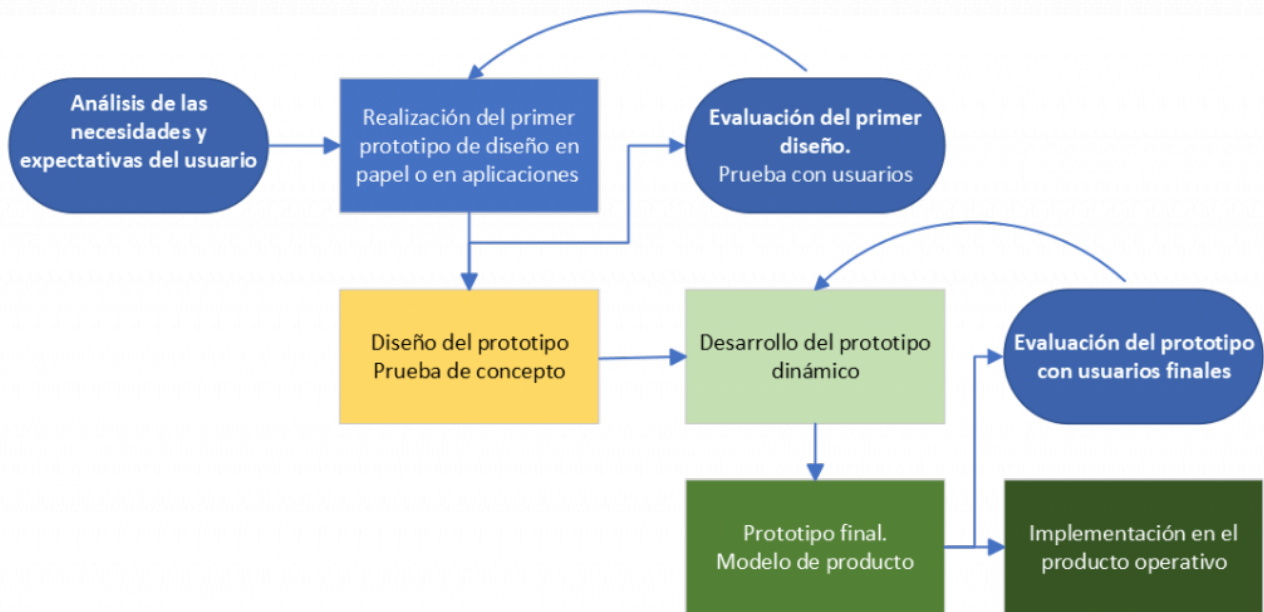 Análisis de las
necesidades y
expectativas del usuario
Realización del primer
prototipo de diseño en
papel o en aplicaciones
Evaluación del primer
diseño.
Prueba con usuarios
Diseño del prototipo
Prueba de concepto
Desarrollo del prototipo
dinámico
Evaluación del prototipo
con usuarios finales
Prototipo final.
Modelo de producto
Implementación en el
producto operativo